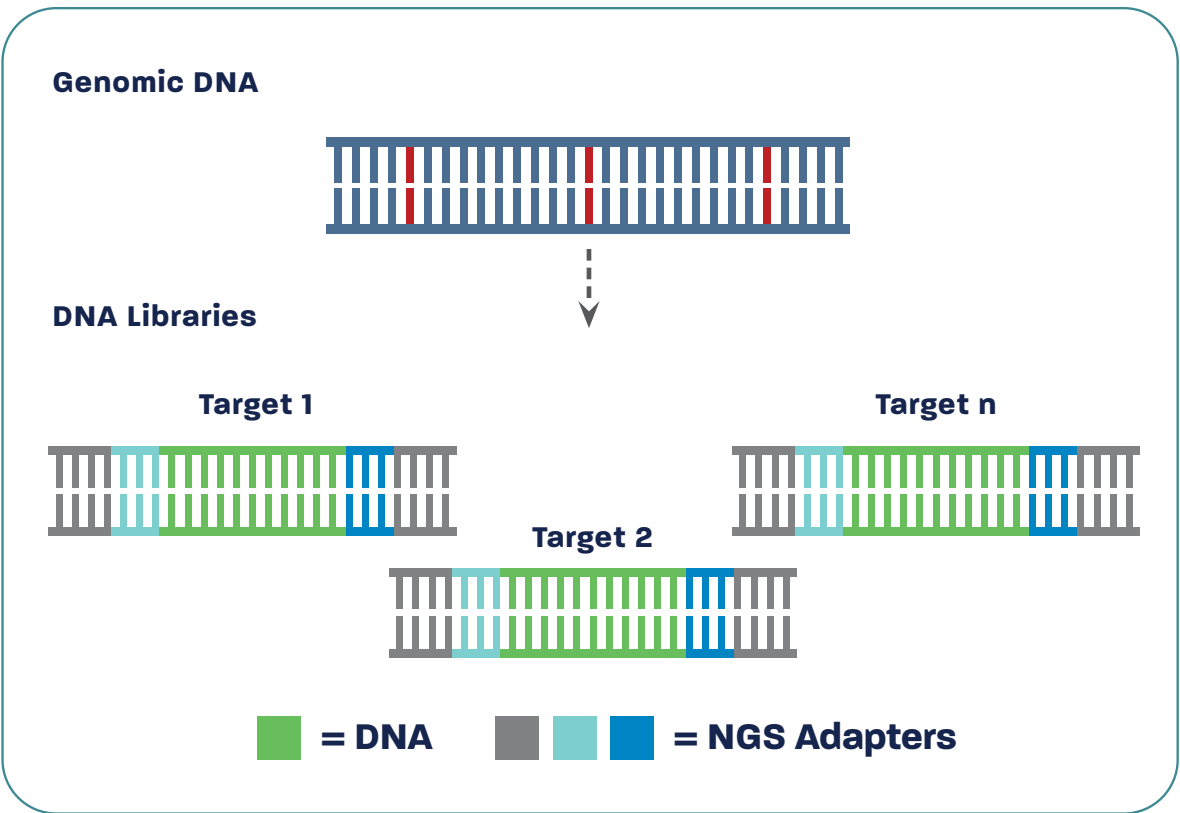 Genomic DNA
DNA Libraries
Target 1
Target n
Target 2
= DNA
= NGS Adapters